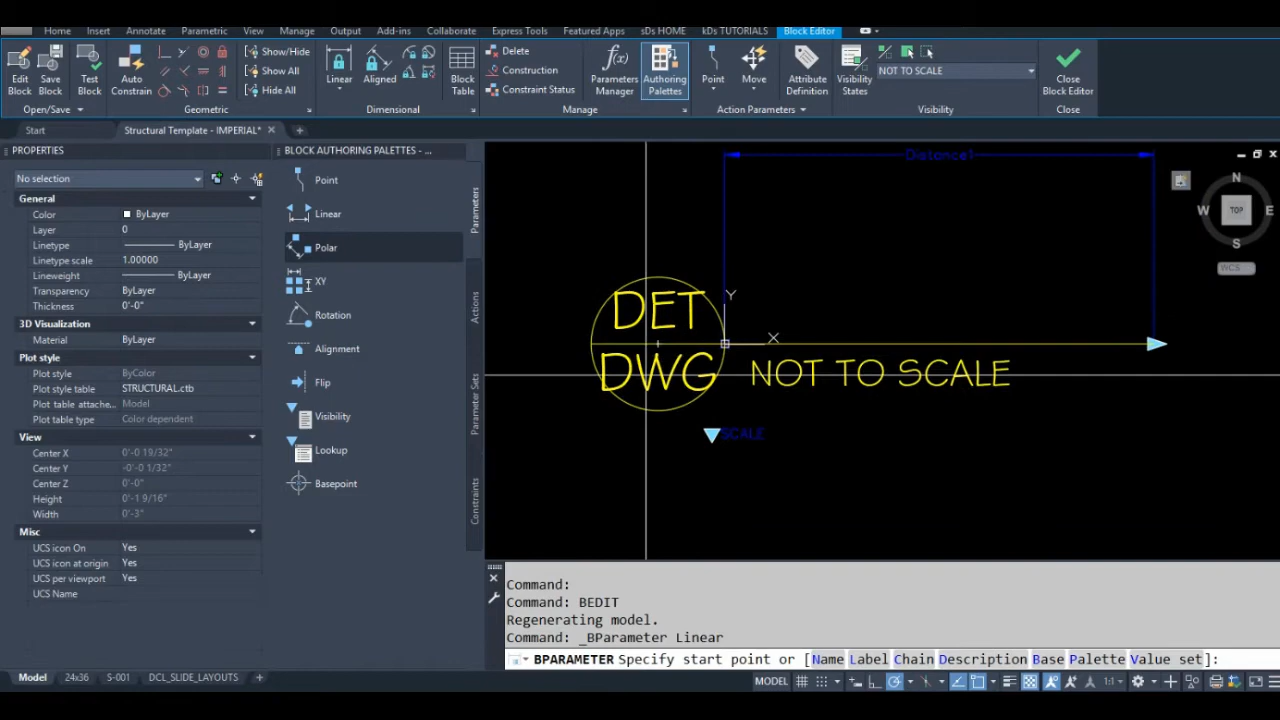 Home Insert Annotate Parametric View Manage Output Add-ins Collaborate Express Tools Featured Apps sDs HOME kDs TUTORIALS Block Editor
Edit Block
Save Block
Test Block
Auto Constrain
Show/Hide
Show All
Hide All
Linear
Aligned
Block Table
Delete
Construction
Constraint Status
Parameters Manager
Authoring Palettes
Point
Move
Attribute Definition
Visibility States
NOT TO SCALE
Close Block Editor
Open/Save
Geometric
Dimensional
Manage
Action Parameters
Visibility
Close
Start
Structural Template - IMPERIAL*
PROPERTIES
No selection
General
Color ByLayer
Layer 0
Linetype ByLayer
Linetype scale 1.00000
Lineweight ByLayer
Transparency ByLayer
Thickness 0'-0"
3D Visualization
Material ByLayer
Plot style
Plot style ByColor
Plot style table STRUCTURAL.ctb
Plot table attache... Model
Plot table type Color dependent
View
Center X 0'-0 19/32"
Center Y -0'-0 1/32"
Center Z 0'-0"
Height 0'-1 9/16"
Width 0'-3"
Misc
UCS icon On Yes
UCS icon at origin Yes
UCS per viewport Yes
UCS Name
BLOCK AUTHORING PALETTES - ...
Point
Linear
Polar
XY
Rotation
Alignment
Flip
Visibility
Lookup
Basepoint
Parameters
Actions
Parameter Sets
Constraints
Distance1
DET
DWG
NOT TO SCALE
SCALE
Y
X
N
W TOP E
S
WCS
Command:
Command: BEDIT
Regenerating model.
Command: _BParameter Linear
BPARAMETER Specify start point or [Name Label Chain Description Base Palette Value set]:
Model 24x36 S-001 DCL_SLIDE_LAYOUTS
MODEL 1:1